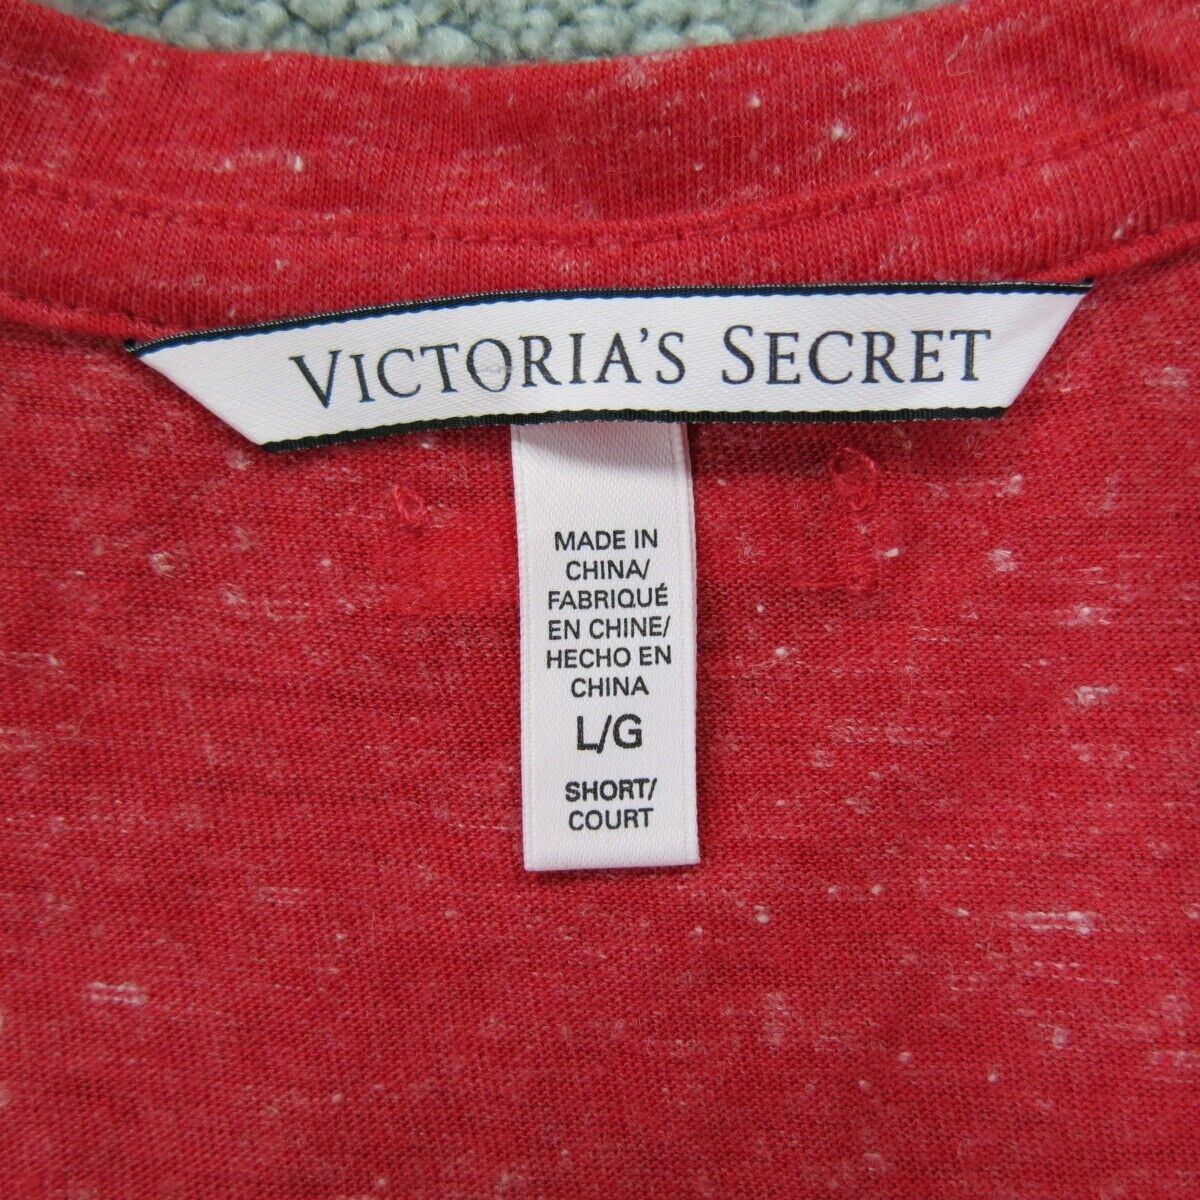 VICTORIA'S SECRET
MADE IN
CHINA/
FABRIQUÉ
EN CHINE/
HECHO EN
CHINA
L/G
SHORT/
COURT